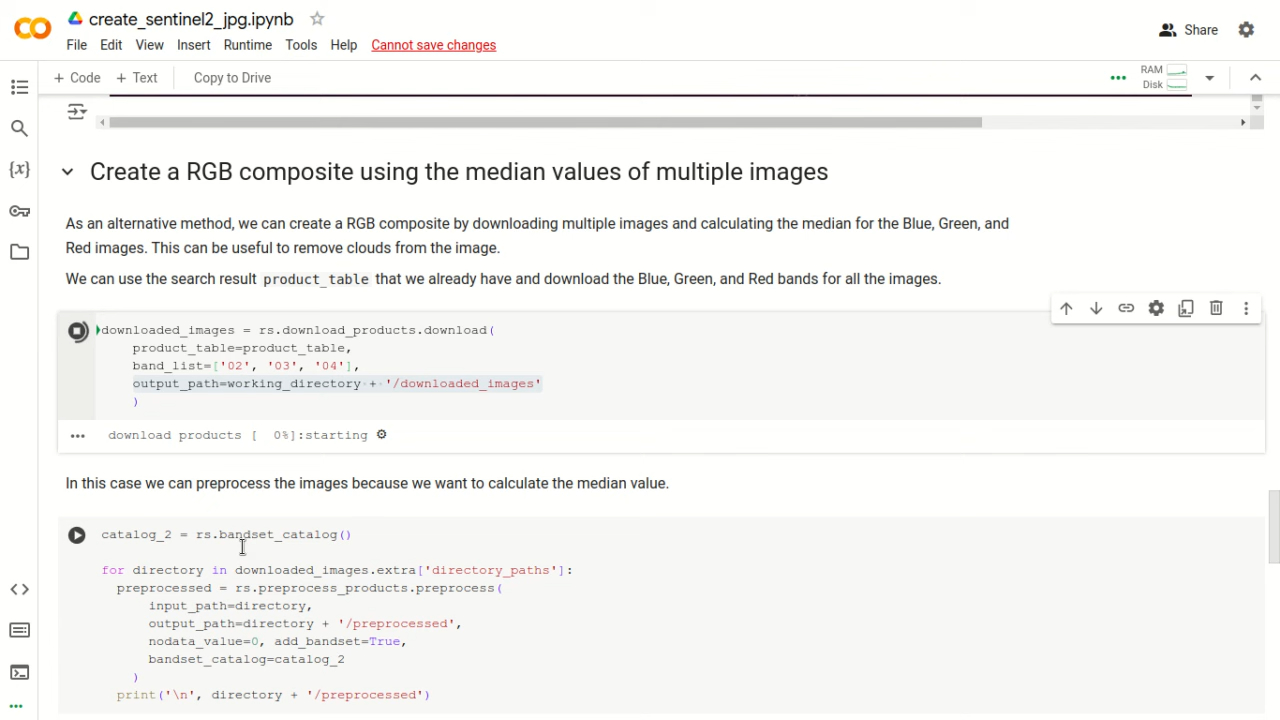 create_sentinel2_jpg.ipynb
File Edit View Insert Runtime Tools Help Cannot save changes
Share
+ Code + Text Copy to Drive
RAM
Disk
Create a RGB composite using the median values of multiple images
As an alternative method, we can create a RGB composite by downloading multiple images and calculating the median for the Blue, Green, and
Red images. This can be useful to remove clouds from the image.
We can use the search result product_table that we already have and download the Blue, Green, and Red bands for all the images.
downloaded_images = rs.download_products.download(
product_table=product_table,
band_list=['02', '03', '04'],
output_path=working_directory + '/downloaded_images'
)
download products [  0%]:starting ⚙
In this case we can preprocess the images because we want to calculate the median value.
catalog_2 = rs.bandset_catalog()
for directory in downloaded_images.extra['directory_paths']:
preprocessed = rs.preprocess_products.preprocess(
input_path=directory,
output_path=directory + '/preprocessed',
nodata_value=0, add_bandset=True,
bandset_catalog=catalog_2
)
print('\n', directory + '/preprocessed')